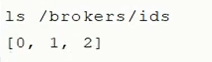 ls /brokers/ids
[0, 1, 2]